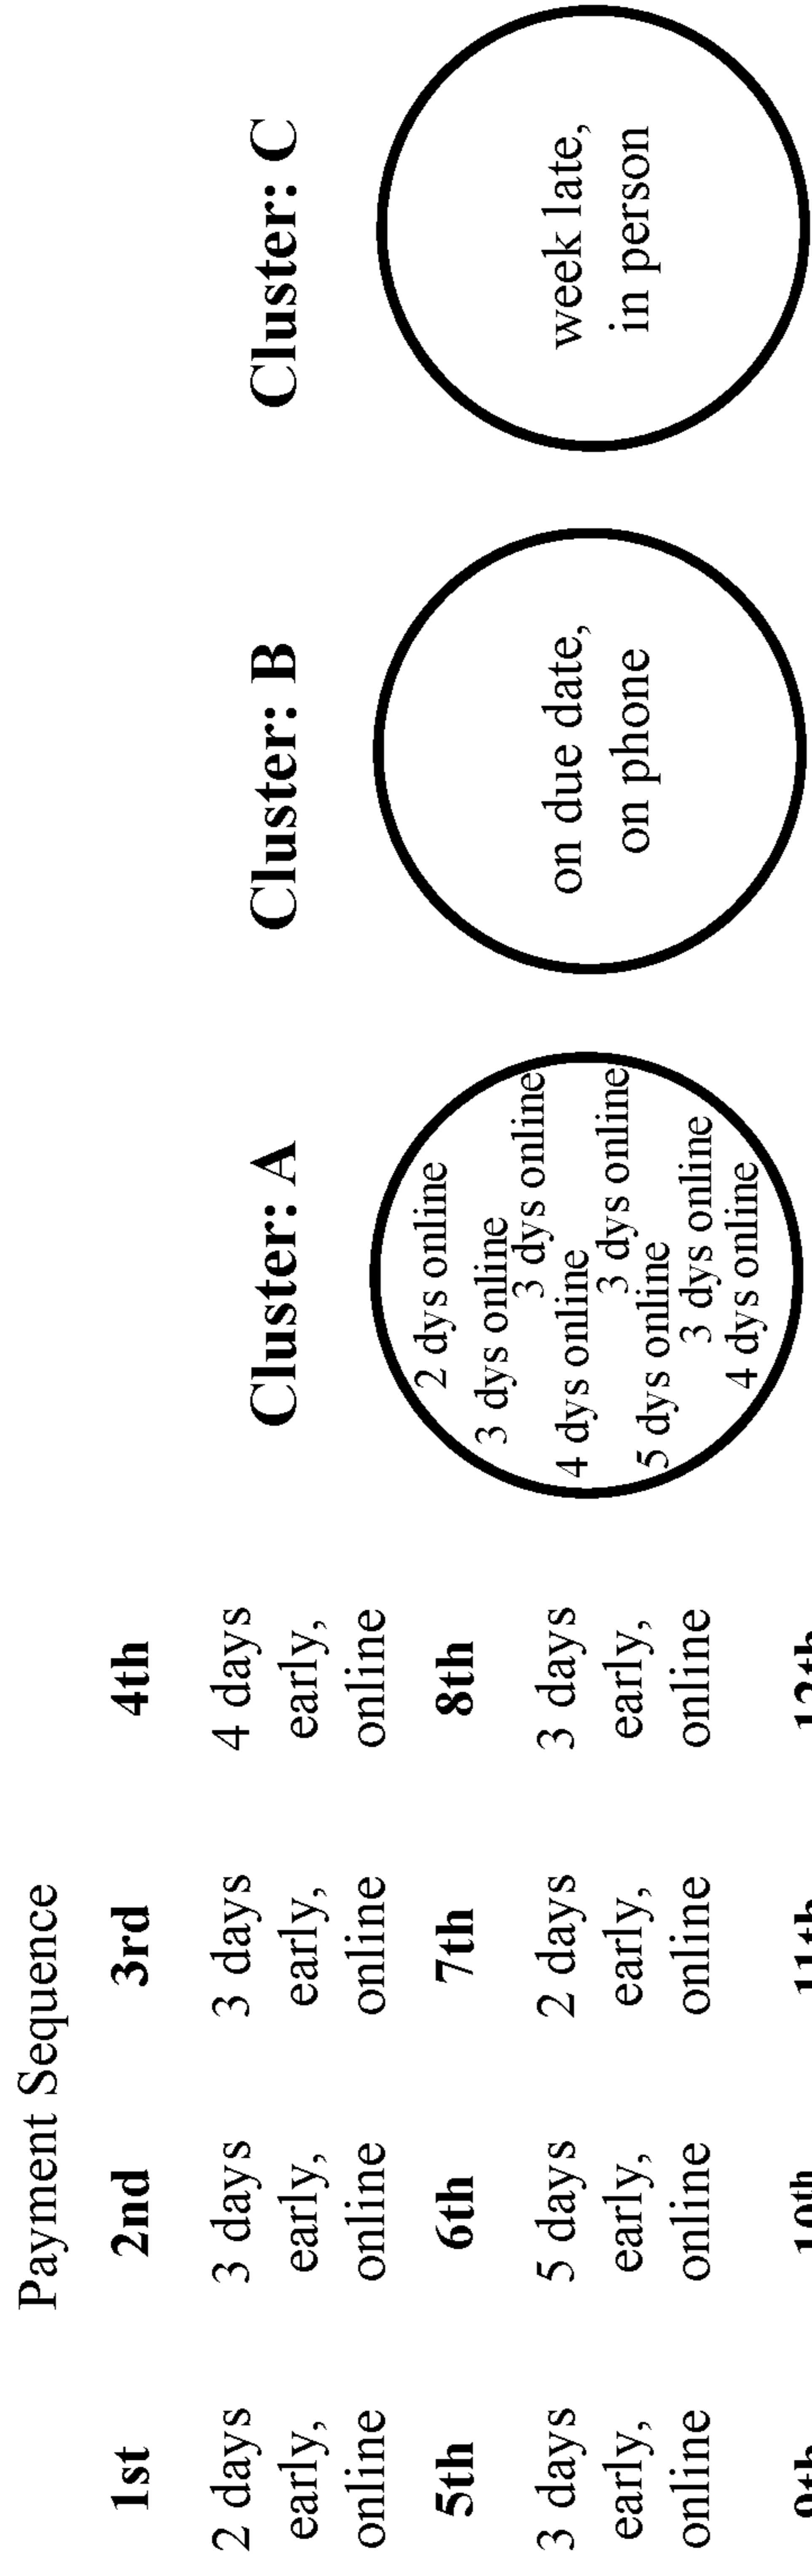 Payment Sequence
1st 2nd 3rd 4th
2 days 3 days 3 days 4 days
early, early, early, early,
online online online online
5th 6th 7th 8th
3 days 5 days 2 days 3 days
early, early, early, early,
online online online online
9th 10th 11th 12th
Cluster: A
2 dys online
3 dys online
3 dys online
4 dys online
3 dys online
5 dys online
3 dys online
4 dys online
Cluster: B
on due date,
on phone
Cluster: C
week late,
in person